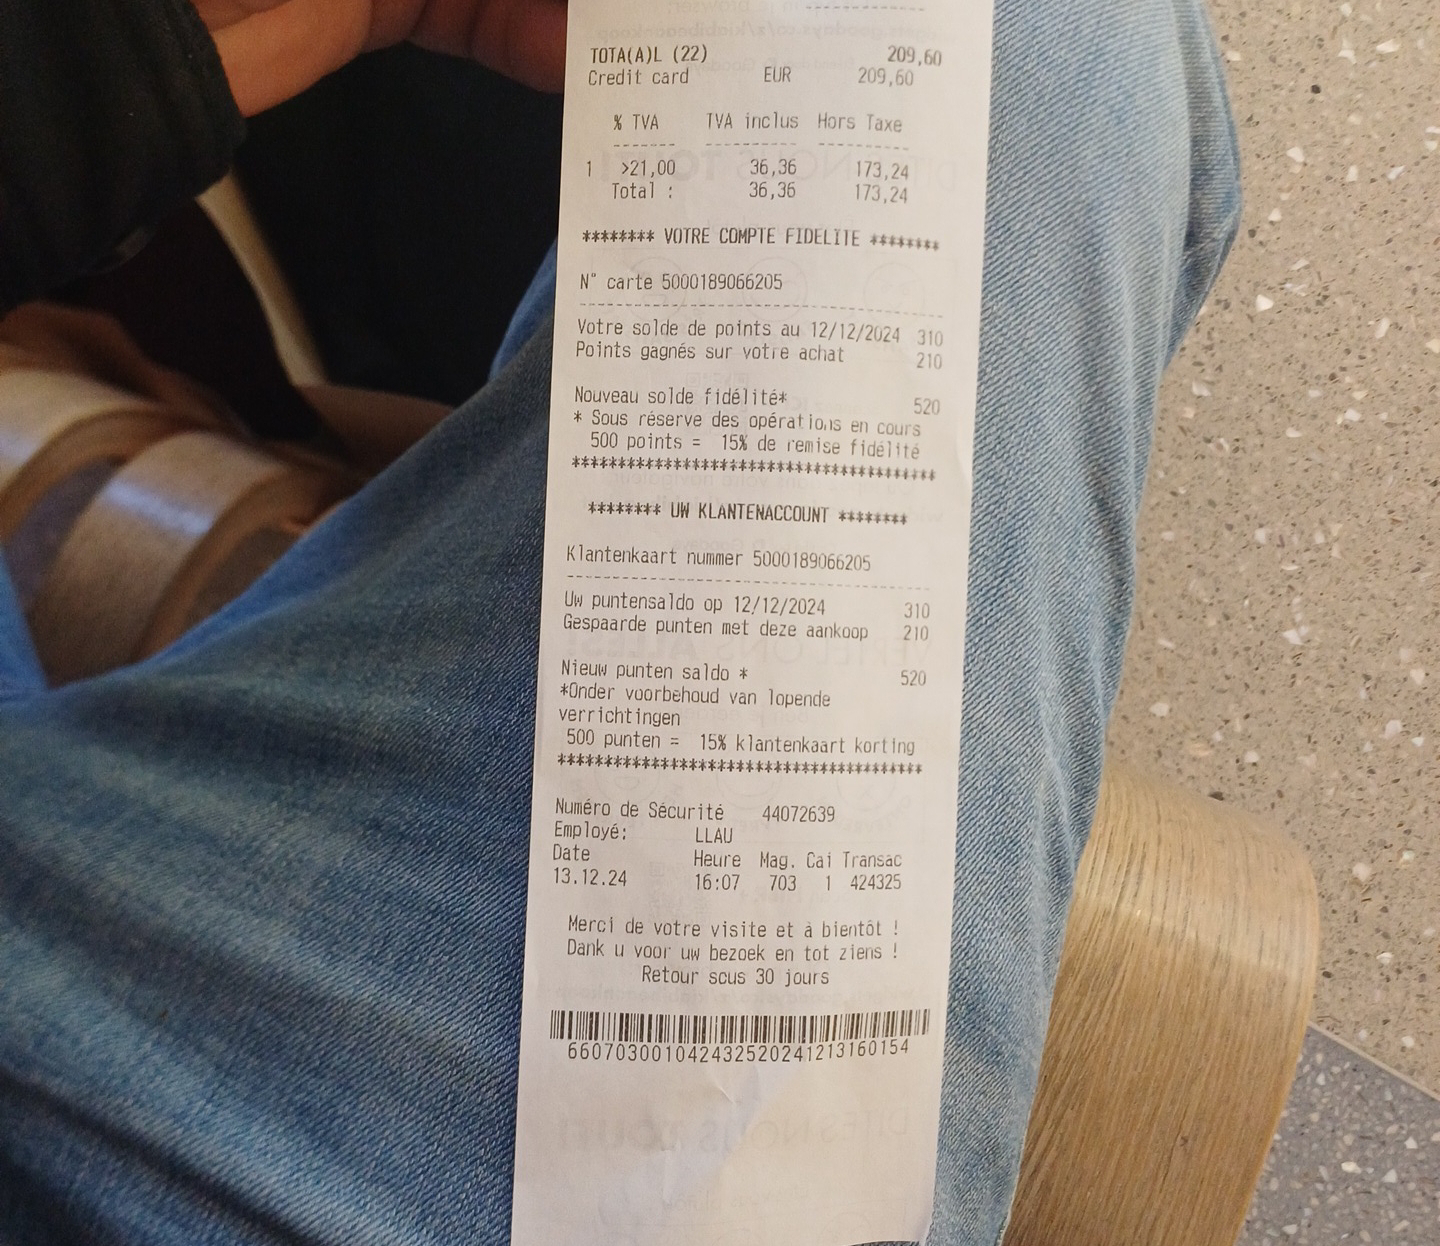 TOTA(A)L (22) 209,60
Credit card EUR 209,60
% TVA TVA inclus Hors Taxe
------- ---------- ----------
1 >21,00 36,36 173,24
Total : 36,36 173,24
******** VOTRE COMPTE FIDELITE ********
N° carte 5000189066205
----------------------------------------
Votre solde de points au 12/12/2024 310
Points gagnés sur votre achat 210
Nouveau solde fidélité* 520
* Sous réserve des opérations en cours
500 points = 15% de remise fidélité
****************************************
******** UW KLANTENACCOUNT ********
Klantenkaart nummer 5000189066205
----------------------------------------
Uw puntensaldo op 12/12/2024 310
Gespaarde punten met deze aankoop 210
Nieuw punten saldo * 520
*Onder voorbehoud van lopende
verrichtingen
500 punten = 15% klantenkaart korting
****************************************
Numéro de Sécurité 44072639
Employé: LLAU
Date Heure Mag. Cai Transac
13.12.24 16:07 703 1 424325
Merci de votre visite et à bientôt !
Dank u voor uw bezoek en tot ziens !
Retour scus 30 jours
66070300104243252024121316015​4